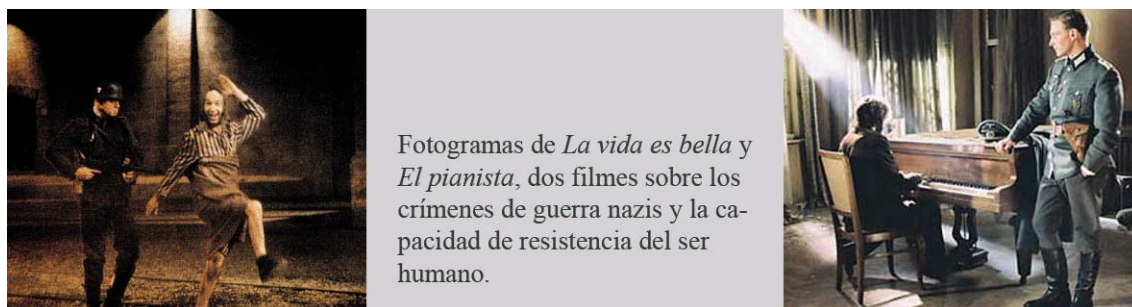 Fotogramas de La vida es bella y
El pianista, dos filmes sobre los
crímenes de guerra nazis y la ca-
pacidad de resistencia del ser
humano.